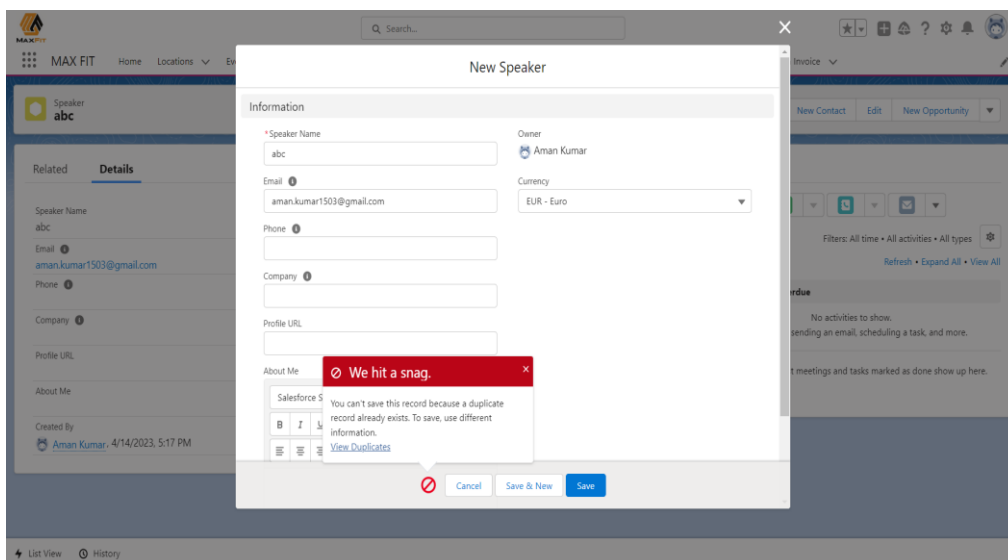 MAXFIT
Search...
MAX FIT Home Locations Ev Invoice
Speaker
abc
New Contact Edit New Opportunity
New Speaker
Information
*Speaker Name
abc
Owner
Aman Kumar
Email
aman.kumar1503@gmail.com
Currency
EUR - Euro
Phone
Company
Profile URL
About Me
Salesforce S
B I U
We hit a snag.
You can't save this record because a duplicate
record already exists. To save, use different
information.
View Duplicates
Cancel Save & New Save
Related Details
Speaker Name
abc
Email
aman.kumar1503@gmail.com
Phone
Company
Profile URL
About Me
Created By
Aman Kumar, 4/14/2023, 5:17 PM
Filters: All time • All activities • All types
Refresh • Expand All • View All
rdue
No activities to show.
sending an email, scheduling a task, and more.
t meetings and tasks marked as done show up here.
List View History